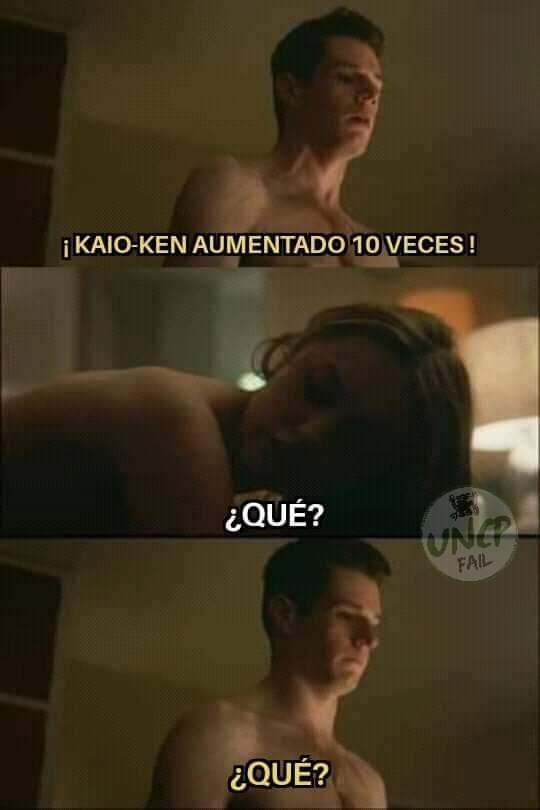 ¡ KAIO-KEN AUMENTADO 10 VECES !
¿QUÉ?
UNCP
FAIL
¿QUÉ?